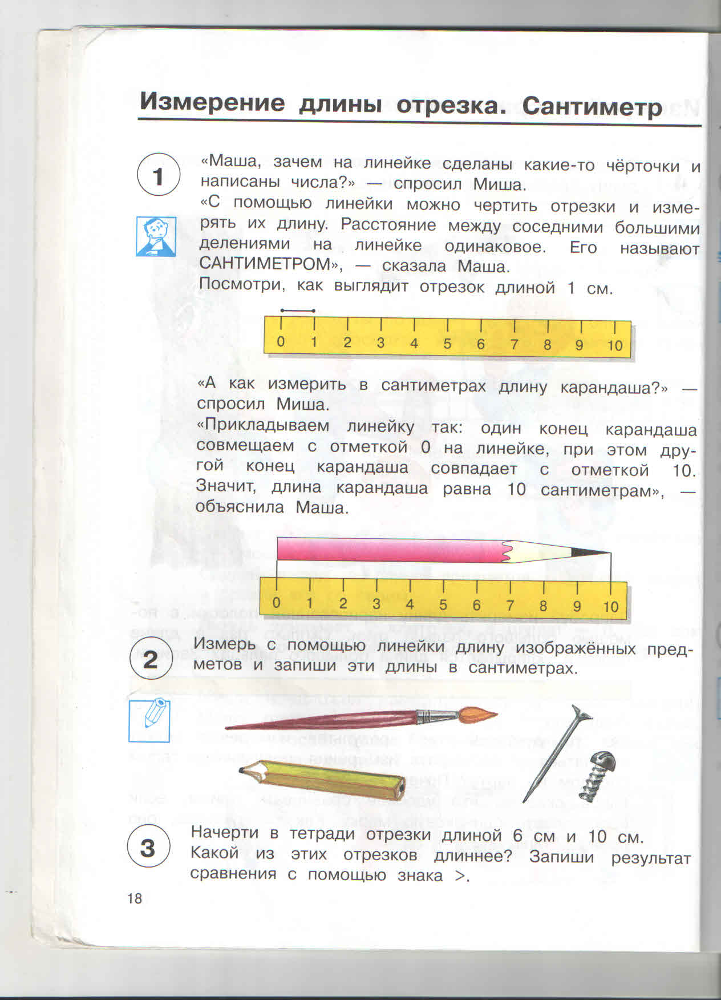 Измерение длины отрезка. Сантиметр
1
«Маша, зачем на линейке сделаны какие-то чёрточки и
написаны числа?» — спросил Миша.
«С помощью линейки можно чертить отрезки и изме-
рять их длину. Расстояние между соседними большими
делениями на линейке одинаковое. Его называют
САНТИМЕТРОМ», — сказала Маша.
Посмотри, как выглядит отрезок длиной 1 см.
0 1 2 3 4 5 6 7 8 9 10
«А как измерить в сантиметрах длину карандаша?» —
спросил Миша.
«Прикладываем линейку так: один конец карандаша
совмещаем с отметкой 0 на линейке, при этом дру-
гой конец карандаша совпадает с отметкой 10.
Значит, длина карандаша равна 10 сантиметрам», —
объяснила Маша.
0 1 2 3 4 5 6 7 8 9 10
2
Измерь с помощью линейки длину изображённых пред-
метов и запиши эти длины в сантиметрах.
3
Начерти в тетради отрезки длиной 6 см и 10 см.
Какой из этих отрезков длиннее? Запиши результат
сравнения с помощью знака >.
18